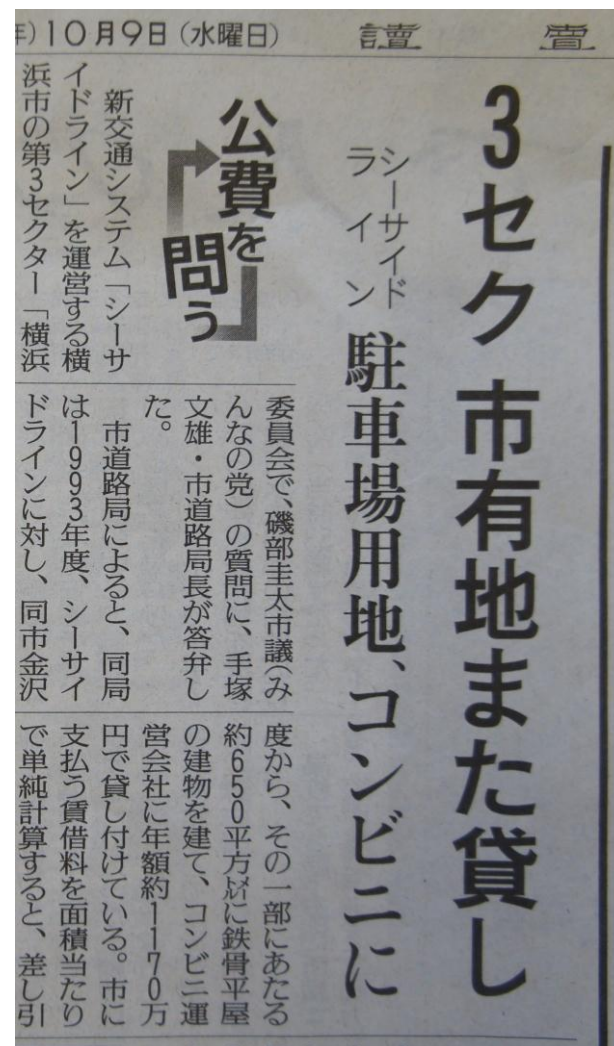 年)10月9日(水曜日)
讀 賣
3セク 市有地また貸し
シーサイド
ライン
駐車場用地、コンビニに
公費を
問う
新交通システム「シーサ
イドライン」を運営する横
浜市の第3セクター「横浜
委員会で、磯部圭太市議(み
んなの党)の質問に、手塚
文雄・市道路局長が答弁し
た。
市道路局によると、同局
は1993年度、シーサイ
ドラインに対し、同市金沢
度から、その一部にあたる
約650平方㍍に鉄骨平屋
の建物を建て、コンビニ運
営会社に年額約1170万
円で貸し付けている。市に
支払う賃借料を面積当たり
で単純計算すると、差し引